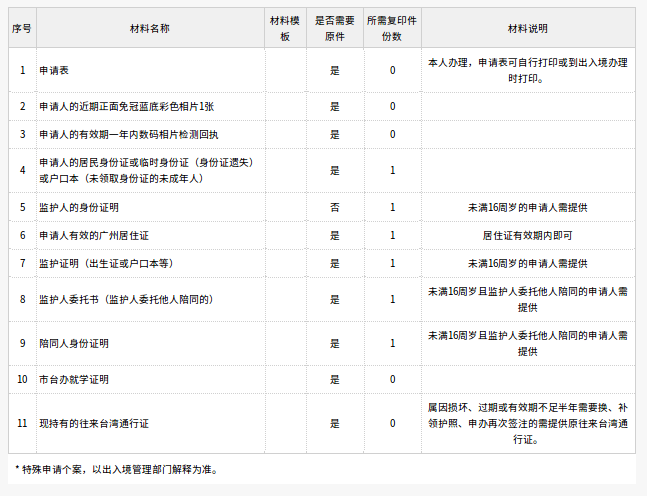 序号 材料名称 材料模板 是否需要原件 所需复印件份数 材料说明
1 申请表 是 0 本人办理，申请表可自行打印或到出入境办理
时打印。
2 申请人的近期正面免冠蓝底彩色相片1张 是 0
3 申请人的有效期一年内数码相片检测回执 是 0
4 申请人的居民身份证或临时身份证（身份证遗失）
或户口本（未领取身份证的未成年人） 是 1
5 监护人的身份证明 否 1 未满16周岁的申请人需提供
6 申请人有效的广州居住证 是 1 居住证有效期内即可
7 监护证明（出生证或户口本等） 是 1 未满16周岁的申请人需提供
8 监护人委托书（监护人委托他人陪同的） 是 1 未满16周岁且监护人委托他人陪同的申请人需
提供
9 陪同人身份证明 是 1 未满16周岁且监护人委托他人陪同的申请人需
提供
10 市台办就学证明 是 0
11 现持有的往来台湾通行证 是 0 属因损坏、过期或有效期不足半年需要换、补
领护照、申办再次签注的需提供原往来台湾通
行证。
* 特殊申请个案，以出入境管理部门解释为准。